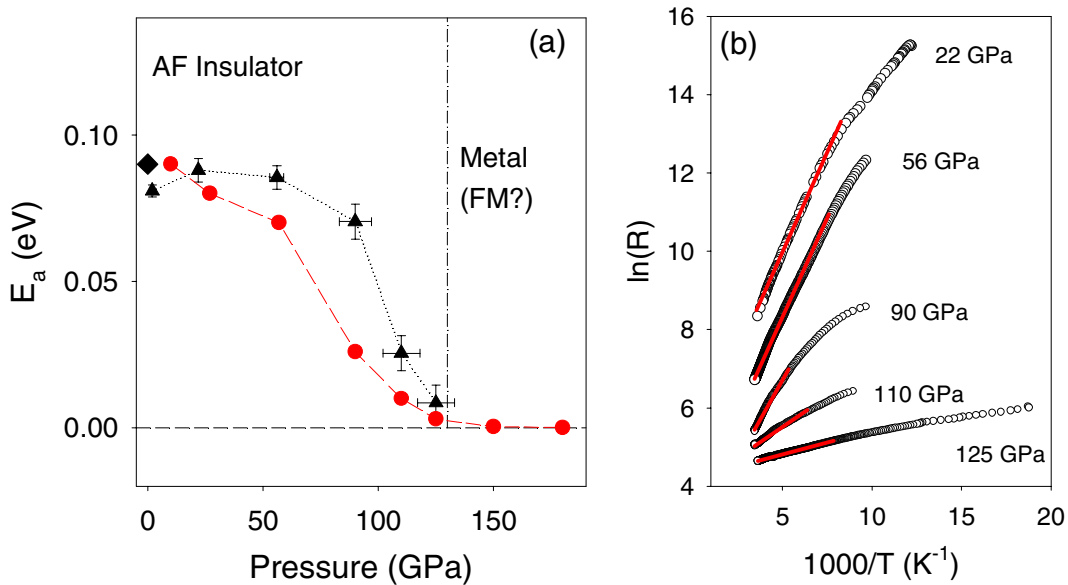 (a)
AF Insulator
Metal
(FM?)
0.10
0.05
0.00
E_a (eV)
0
50
100
150
Pressure (GPa)
(b)
22 GPa
56 GPa
90 GPa
110 GPa
125 GPa
16
14
12
10
8
6
4
ln(R)
5
10
15
20
1000/T (K⁻¹)